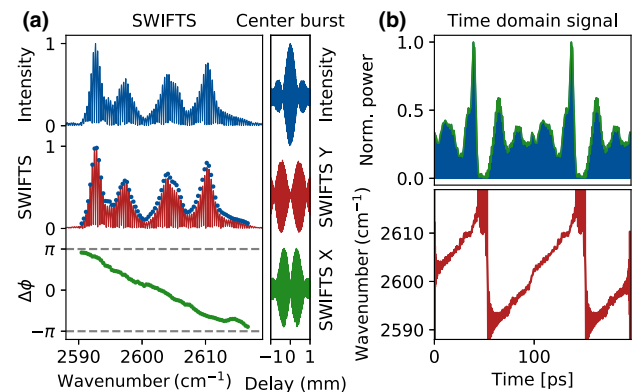 (a) SWIFTS Center burst
Intensity
1
0
SWIFTS
1
0
Δϕ
π
0
−π
2590 2600 2610
Wavenumber (cm⁻¹)
Intensity
SWIFTS Y
SWIFTS X
−1 0 1
Delay (mm)
(b) Time domain signal
Norm. power
1.0
0.5
0.0
Wavenumber (cm⁻¹)
2610
2600
2590
0 100
Time [ps]